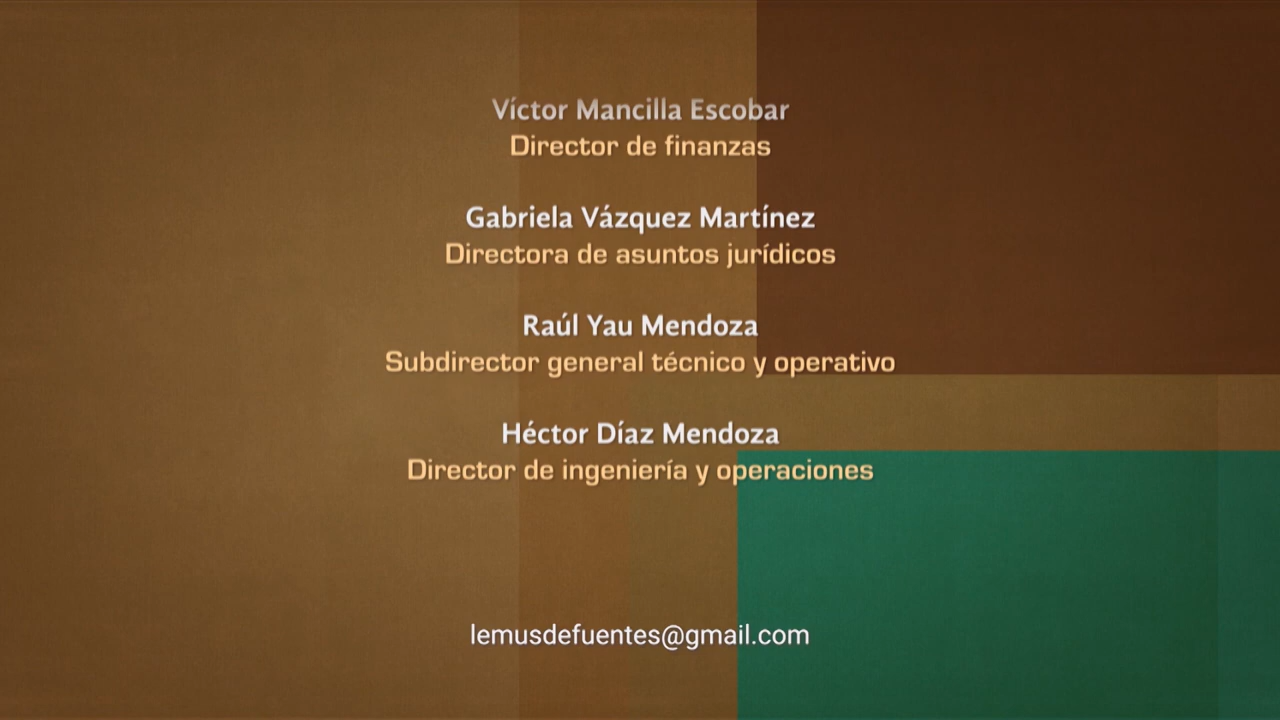 Víctor Mancilla Escobar
Director de finanzas
Gabriela Vázquez Martínez
Directora de asuntos jurídicos
Raúl Yau Mendoza
Subdirector general técnico y operativo
Héctor Díaz Mendoza
Director de ingeniería y operaciones
lemusdefuentes@gmail.com